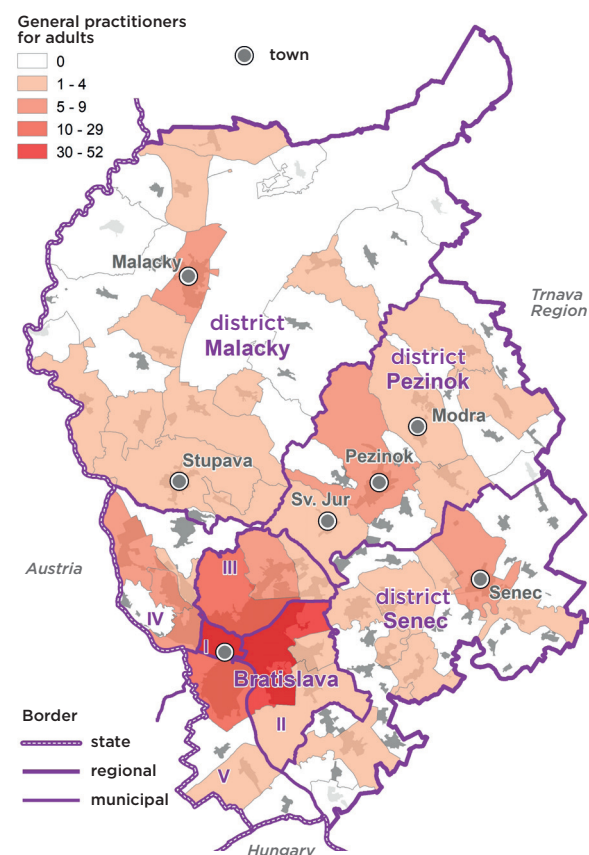 General practitioners
for adults
0
1 - 4
5 - 9
10 - 29
30 - 52
town
Malacky
district
Malacky
Trnava
Region
district
Pezinok
Modra
Pezinok
Stupava
Sv. Jur
Austria
III
Senec
district
Senec
IV
I
Bratislava
II
V
Border
state
regional
municipal
Hungary